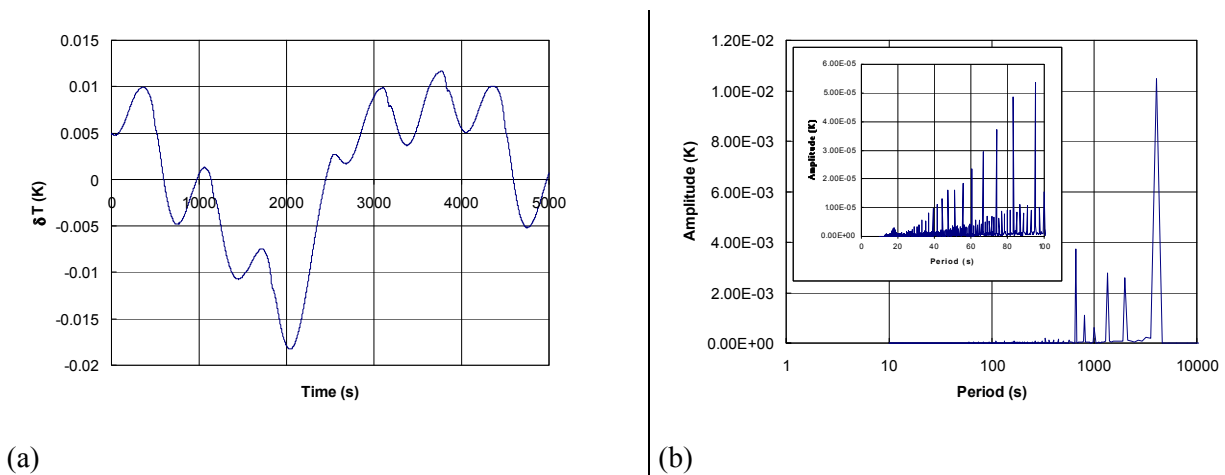 0.015
0.01
0.005
0
-0.005
-0.01
-0.015
-0.02
δT (K)
0 1000 2000 3000 4000 5000
Time (s)
(a)
1.20E-02
1.00E-02
8.00E-03
6.00E-03
4.00E-03
2.00E-03
0.00E+00
Amplitude (K)
1 10 100 1000 10000
Period (s)
6.00E-05
5.00E-05
4.00E-05
3.00E-05
2.00E-05
1.00E-05
0.00E+00
Amplitude (K)
0 20 40 60 80 100
Period (s)
(b)